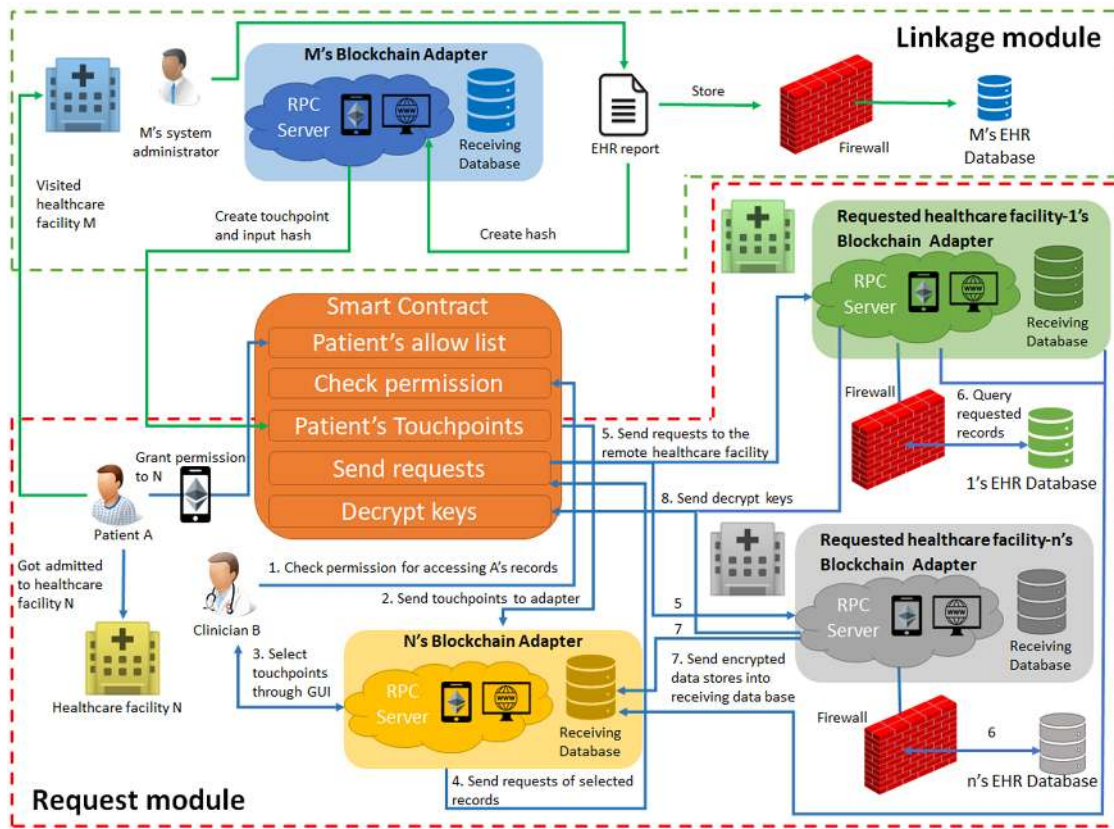 Linkage module
M's Blockchain Adapter
RPC
Server
WWW
Receiving
Database
M's system
administrator
EHR report
Store
Firewall
M's EHR
Database
Visited
healthcare
facility M
Create touchpoint
and input hash
Create hash
Requested healthcare facility-1's
Blockchain Adapter
RPC
Server
WWW
Receiving
Database
Smart Contract
Patient's allow list
Check permission
Patient's Touchpoints
Send requests
Decrypt keys
Firewall
6. Query
requested
records
1's EHR Database
5. Send requests to the
remote healthcare facility
8. Send decrypt keys
Grant permission
to N
Patient A
Got admitted
to healthcare
facility N
Healthcare facility N
Clinician B
1. Check permission for accessing A's records
2. Send touchpoints to adapter
3. Select
touchpoints
through GUI
N's Blockchain Adapter
RPC
Server
WWW
Receiving
Database
4. Send requests of selected
records
5
7
7. Send encrypted
data stores into
receiving data base
Requested healthcare facility-n's
Blockchain Adapter
RPC
Server
WWW
Receiving
Database
Firewall
6
n's EHR Database
Request module